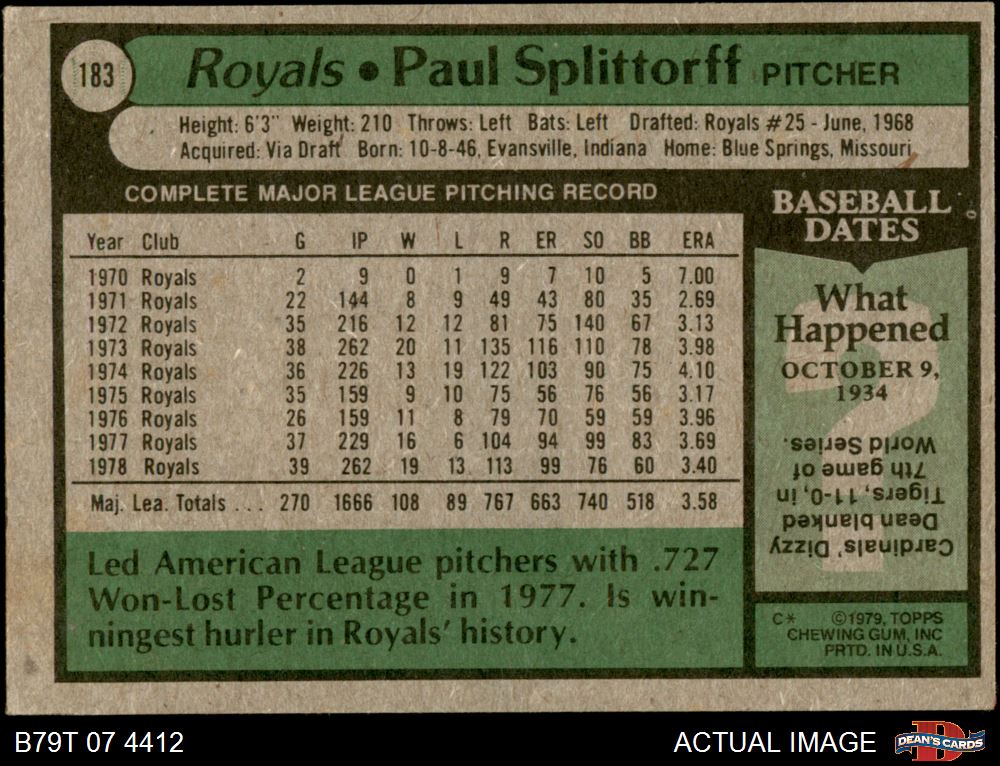 183 Royals • Paul Splittorff PITCHER
Height: 6'3" Weight: 210 Throws: Left Bats: Left Drafted: Royals #25 - June, 1968
Acquired: Via Draft Born: 10-8-46, Evansville, Indiana Home: Blue Springs, Missouri
COMPLETE MAJOR LEAGUE PITCHING RECORD
Year Club G IP W L R ER SO BB ERA
1970 Royals 2 9 0 1 9 7 10 5 7.00
1971 Royals 22 144 8 9 49 43 80 35 2.69
1972 Royals 35 216 12 12 81 75 140 67 3.13
1973 Royals 38 262 20 11 135 116 110 78 3.98
1974 Royals 36 226 13 19 122 103 90 75 4.10
1975 Royals 35 159 9 10 75 56 76 56 3.17
1976 Royals 26 159 11 8 79 70 59 59 3.96
1977 Royals 37 229 16 6 104 94 99 83 3.69
1978 Royals 39 262 19 13 113 99 76 60 3.40
Maj. Lea. Totals ... 270 1666 108 89 767 663 740 518 3.58
Led American League pitchers with .727
Won-Lost Percentage in 1977. Is win-
ningest hurler in Royals' history.
BASEBALL
DATES
What
Happened
OCTOBER 9,
1934
Cardinals' Dizzy
Dean blanked
Tigers, 11-0, in
7th game of
World Series.
C* ©1979, TOPPS
CHEWING GUM, INC
PRTD. IN U.S.A.
B79T 07 4412
ACTUAL IMAGE
DEAN'S CARDS